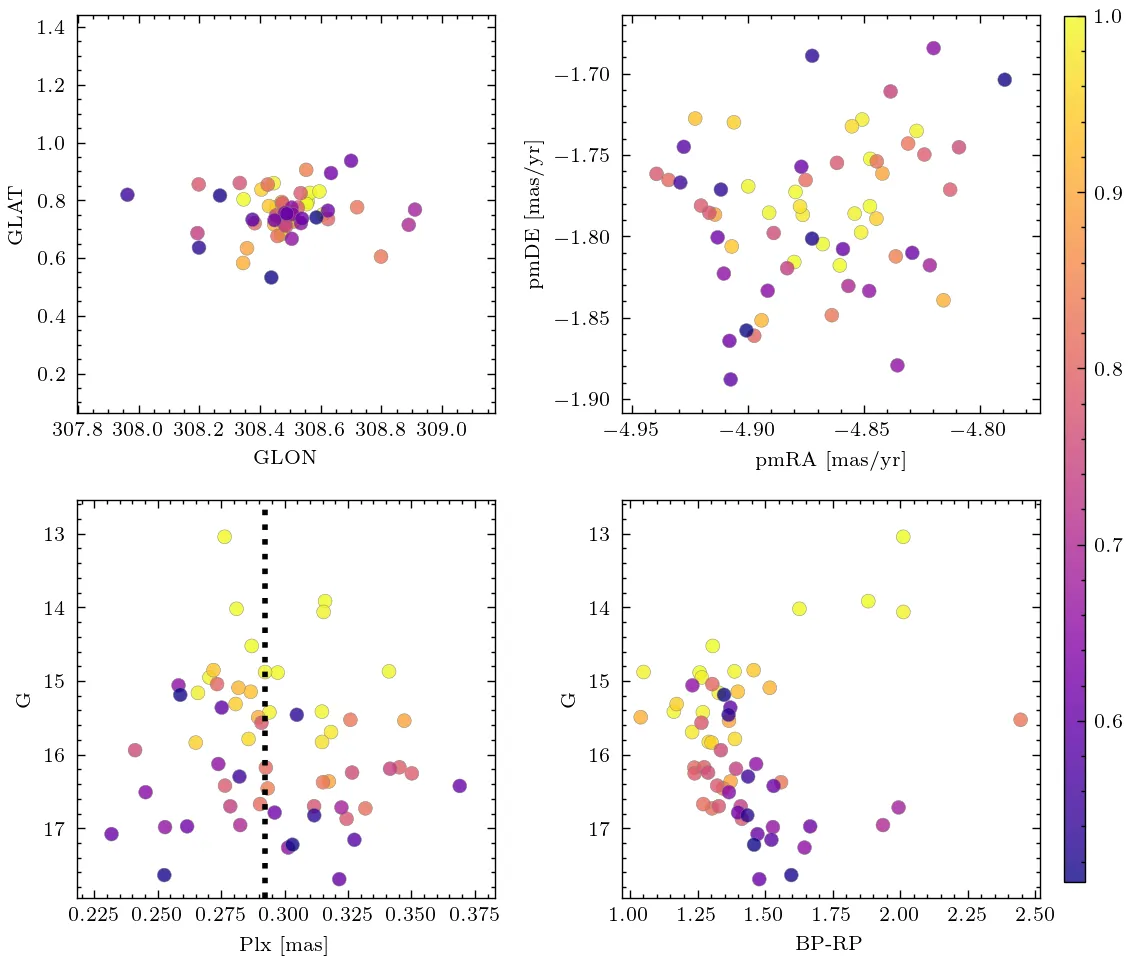 1.4
1.2
1.0
0.8
0.6
0.4
0.2
GLAT
307.8 308.0 308.2 308.4 308.6 308.8 309.0
GLON
−1.70
−1.75
−1.80
−1.85
−1.90
pmDE [mas/yr]
−4.95 −4.90 −4.85 −4.80
pmRA [mas/yr]
1.0
0.9
0.8
0.7
0.6
13
14
15
16
17
G
0.225 0.250 0.275 0.300 0.325 0.350 0.375
Plx [mas]
13
14
15
16
17
G
1.00 1.25 1.50 1.75 2.00 2.25 2.50
BP-RP